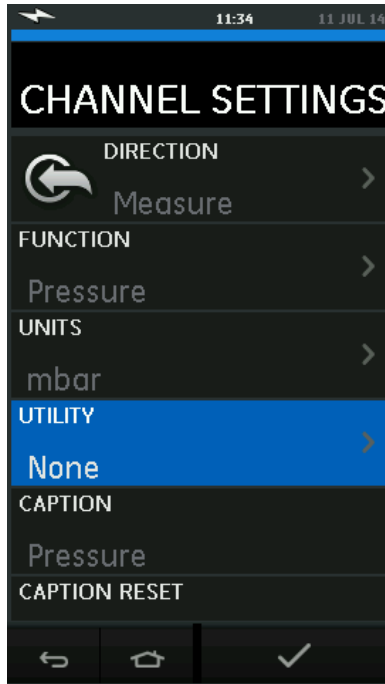 11:34 11 JUL 14
CHANNEL SETTINGS
DIRECTION
Measure
FUNCTION
Pressure
UNITS
mbar
UTILITY
None
CAPTION
Pressure
CAPTION RESET